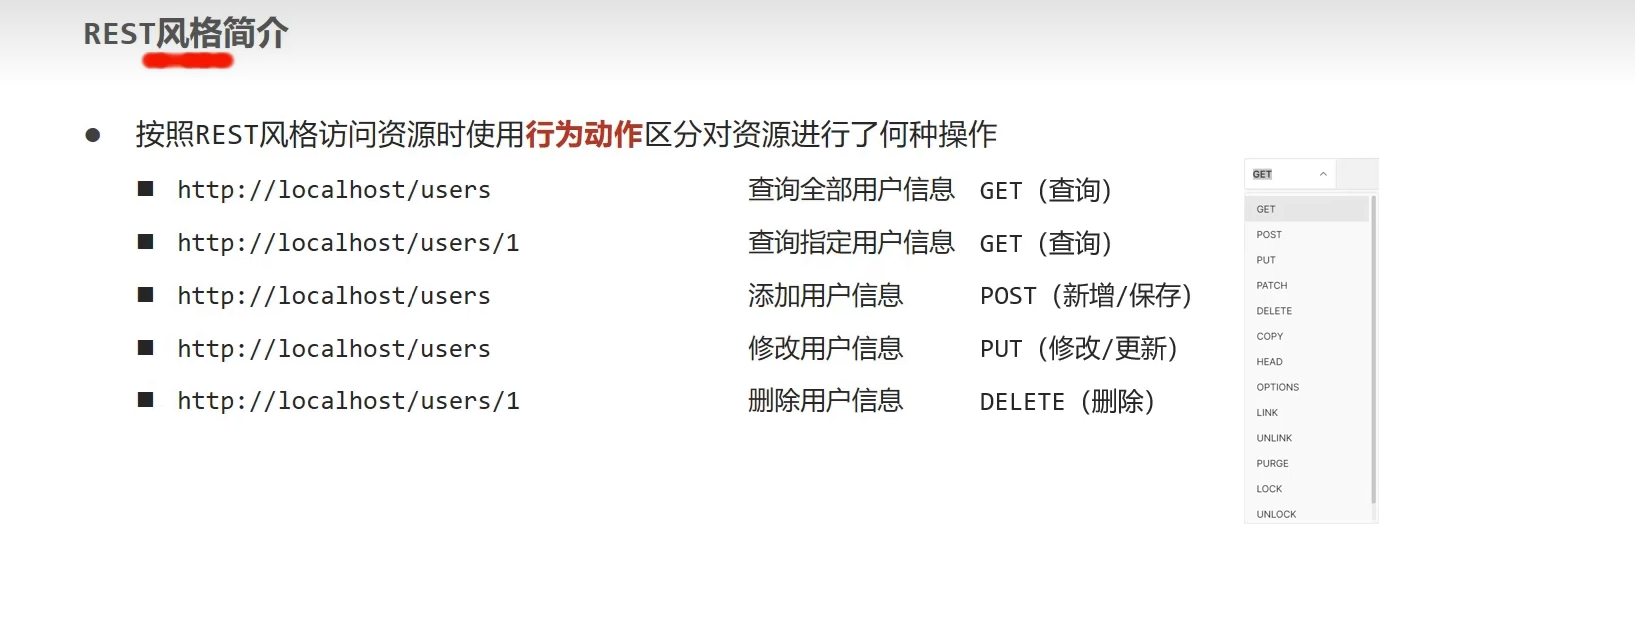 REST风格简介
按照REST风格访问资源时使用行为动作区分对资源进行了何种操作
http://localhost/users 查询全部用户信息 GET（查询）
http://localhost/users/1 查询指定用户信息 GET（查询）
http://localhost/users 添加用户信息 POST（新增/保存）
http://localhost/users 修改用户信息 PUT（修改/更新）
http://localhost/users/1 删除用户信息 DELETE（删除）
GET
GET
POST
PUT
PATCH
DELETE
COPY
HEAD
OPTIONS
LINK
UNLINK
PURGE
LOCK
UNLOCK